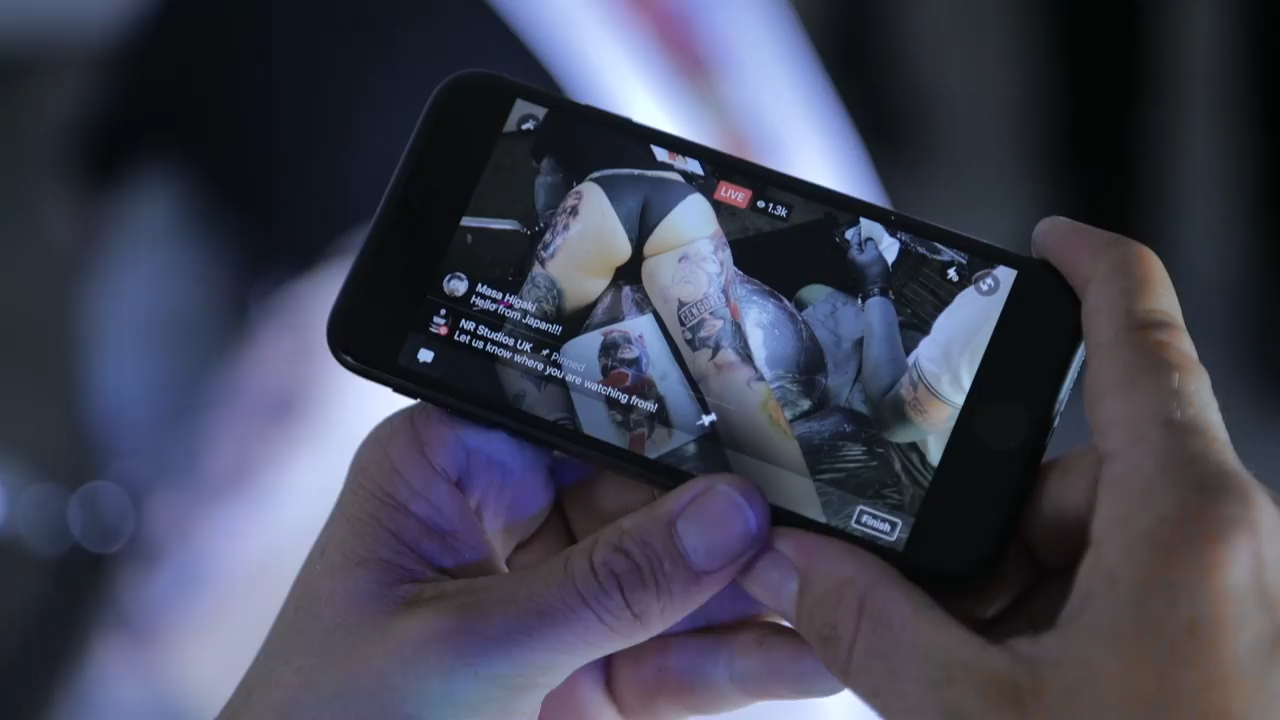 LIVE
1.3k
Masa Higaki
Hello from Japan!!!
NR Studios UK Pinned
Let us know where you are watching from!
CENSORED
Finish